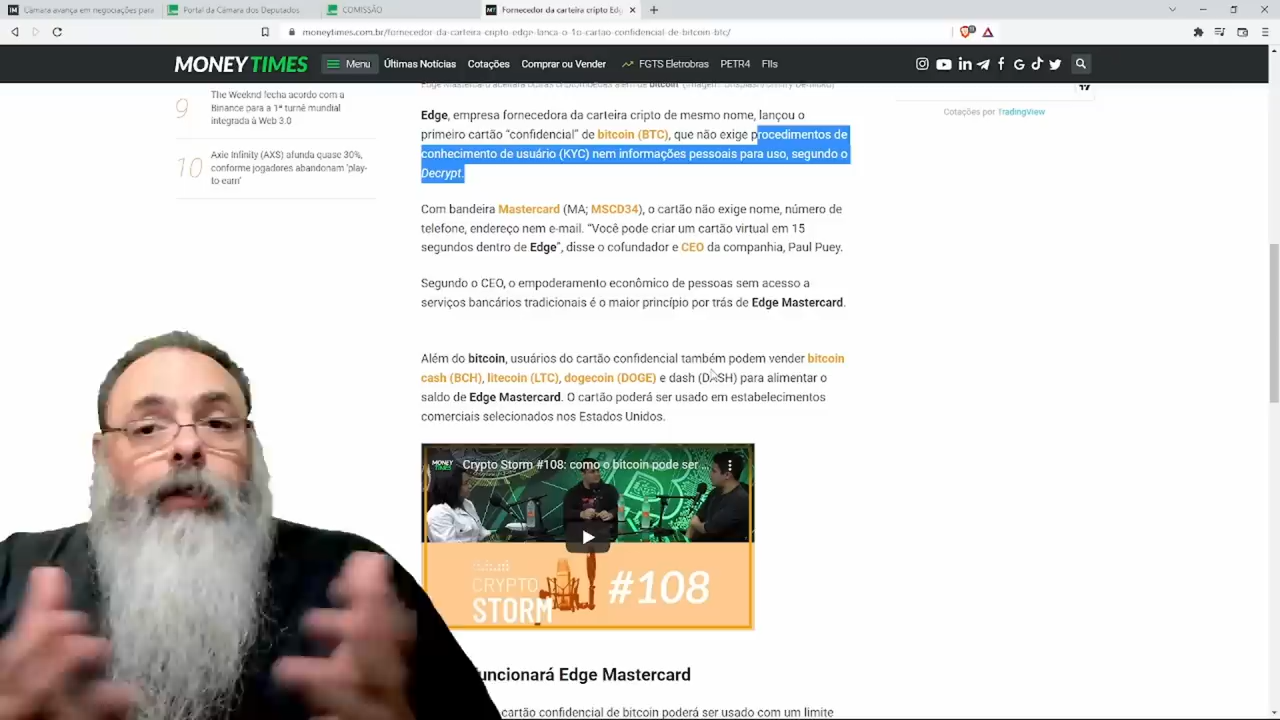 Câmara avança em negociações para
Portal da Câmara dos Deputados
COMISSÃO
Fornecedor da carteira cripto Edg
moneytimes.com.br/fornecedor-da-carteira-cripto-edge-lanca-o-1o-cartao-confidencial-de-bitcoin-btc/
MONEY TIMES
Menu
Últimas Notícias
Cotações
Comprar ou Vender
FGTS Eletrobras
PETR4
FIIs
9
The Weeknd fecha acordo com a
Binance para a 1ª turnê mundial
integrada à Web 3.0
10
Axie Infinity (AXS) afunda quase 30%,
conforme jogadores abandonam 'play-
to-earn'
Cotações por TradingView
Edge, empresa fornecedora da carteira cripto de mesmo nome, lançou o
primeiro cartão “confidencial” de bitcoin (BTC), que não exige procedimentos de
conhecimento de usuário (KYC) nem informações pessoais para uso, segundo o
Decrypt.
Com bandeira Mastercard (MA; MSCD34), o cartão não exige nome, número de
telefone, endereço nem e-mail. “Você pode criar um cartão virtual em 15
segundos dentro de Edge”, disse o cofundador e CEO da companhia, Paul Puey.
Segundo o CEO, o empoderamento econômico de pessoas sem acesso a
serviços bancários tradicionais é o maior princípio por trás de Edge Mastercard.
Além do bitcoin, usuários do cartão confidencial também podem vender bitcoin
cash (BCH), litecoin (LTC), dogecoin (DOGE) e dash (DASH) para alimentar o
saldo de Edge Mastercard. O cartão poderá ser usado em estabelecimentos
comerciais selecionados nos Estados Unidos.
MONEY TIMES
Crypto Storm #108: como o bitcoin pode ser ...
CRYPTO
STORM
#108
uncionará Edge Mastercard
cartão confidencial de bitcoin poderá ser usado com um limite